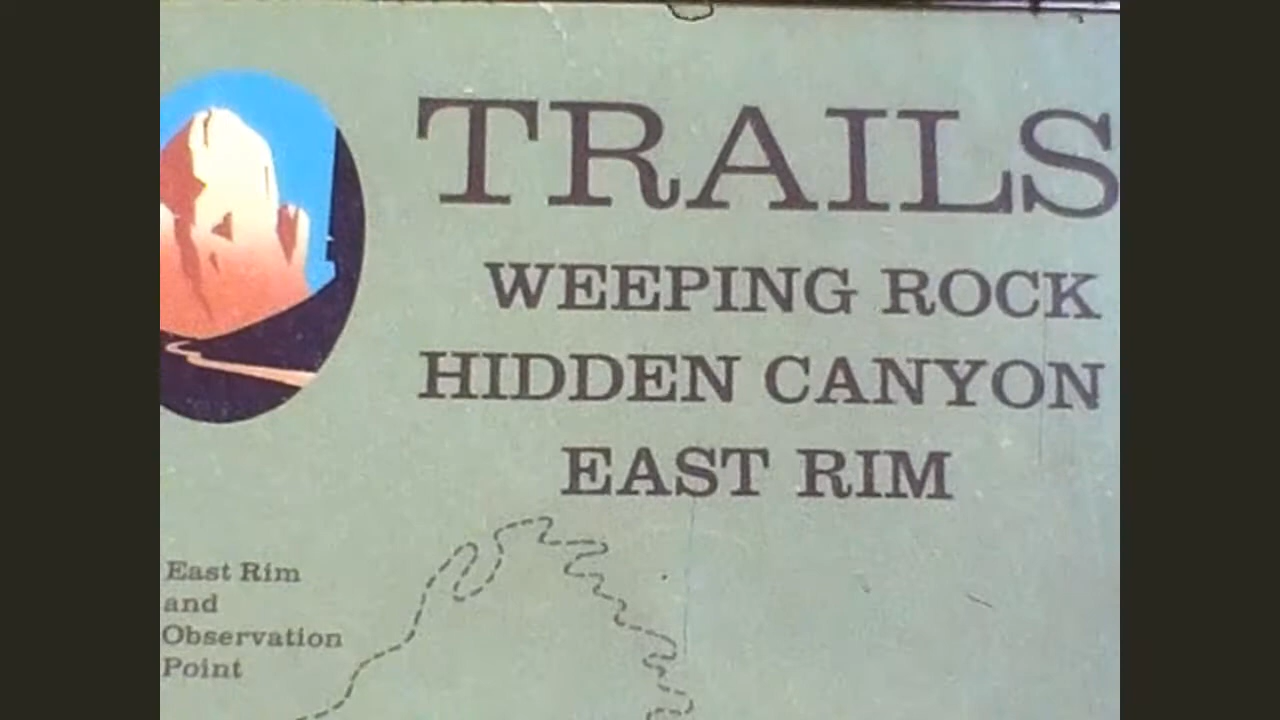 TRAILS
WEEPING ROCK
HIDDEN CANYON
EAST RIM
East Rim
and
Observation
Point